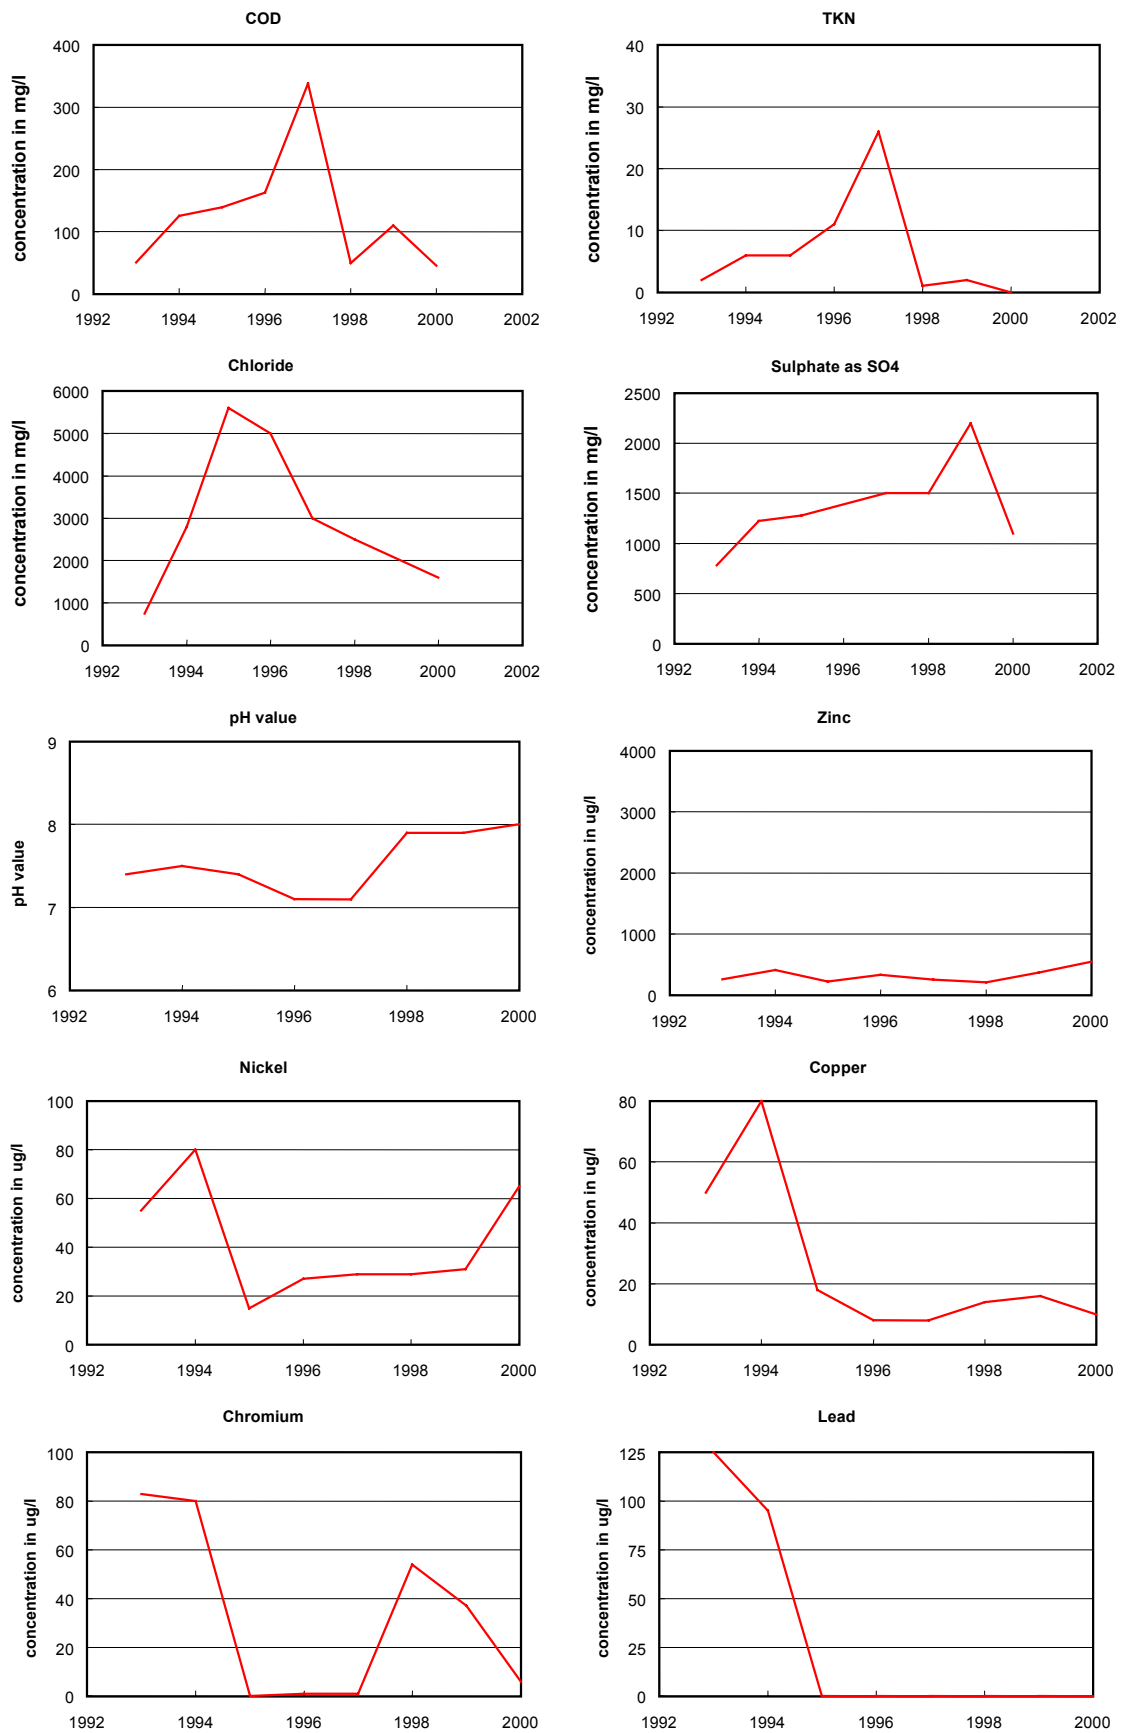 COD
concentration in mg/l
400
300
200
100
0
1992 1994 1996 1998 2000 2002
TKN
concentration in mg/l
40
30
20
10
0
1992 1994 1996 1998 2000 2002
Chloride
concentration in mg/l
6000
5000
4000
3000
2000
1000
0
1992 1994 1996 1998 2000 2002
Sulphate as SO4
concentration in mg/l
2500
2000
1500
1000
500
0
1992 1994 1996 1998 2000 2002
pH value
pH value
9
8
7
6
1992 1994 1996 1998 2000
Zinc
concentration in ug/l
4000
3000
2000
1000
0
1992 1994 1996 1998 2000
Nickel
concentration in ug/l
100
80
60
40
20
0
1992 1994 1996 1998 2000
Copper
concentration in ug/l
80
60
40
20
0
1992 1994 1996 1998 2000
Chromium
concentration in ug/l
100
80
60
40
20
0
1992 1994 1996 1998 2000
Lead
concentration in ug/l
125
100
75
50
25
0
1992 1994 1996 1998 2000